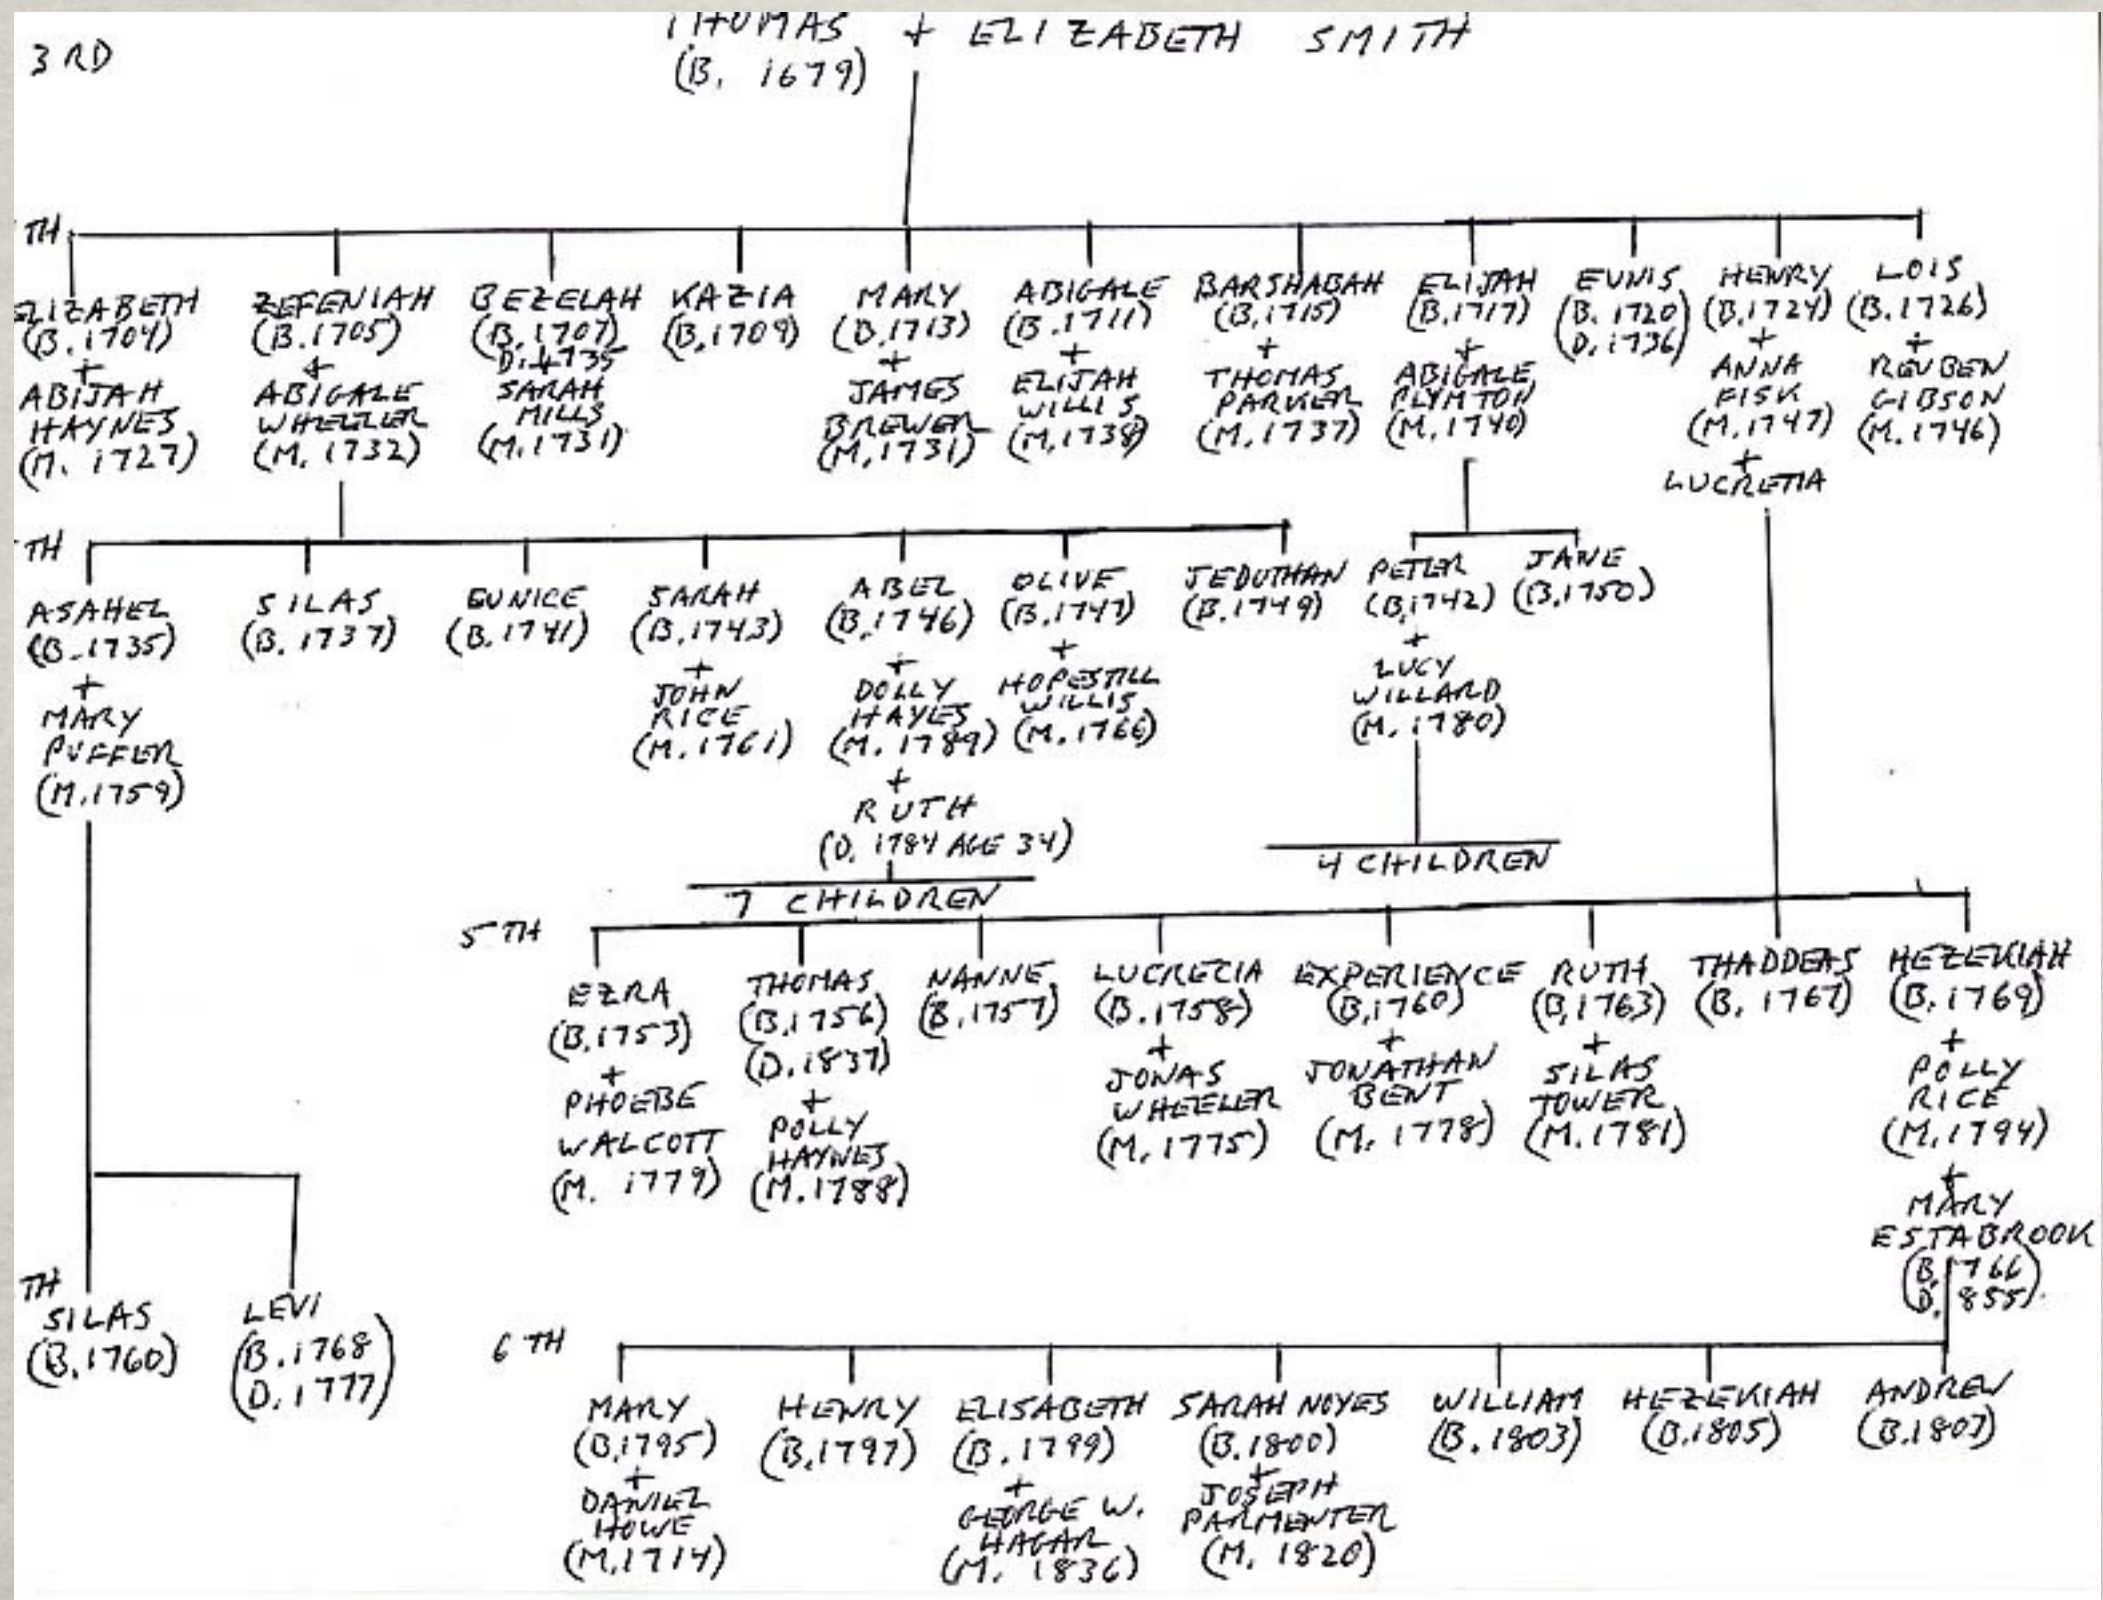 3RD
THOMAS + ELIZABETH SMITH
(B. 1679)
TH
ELIZABETH
(B. 1704)
+
ABIJAH
HAYNES
(M. 1727)
ZEFENIAH
(B. 1705)
+
ABIGALE
WHEELER
(M. 1732)
BEZELAH
(B. 1707)
D. 1735
SARAH
MILLS
(M. 1731)
KAZIA
(B. 1709)
MARY
(B. 1713)
+
JAMES
BREWER
(M. 1731)
ABIGALE
(B. 1711)
+
ELIJAH
WILLIS
(M. 1738)
BARSHABAH
(B. 1715)
+
THOMAS
PARKER
(M. 1737)
ELIJAH
(B. 1717)
+
ABIGALE
PLYMTON
(M. 1740)
EUNIS
(B. 1720)
(D. 1736)
HENRY
(B. 1724)
+
ANNA
FISK
(M. 1747)
+
LUCRETIA
LOIS
(B. 1726)
+
REUBEN
GIBSON
(M. 1746)
TH
ASAHEL
(B. 1735)
+
MARY
PUFFER
(M. 1759)
SILAS
(B. 1737)
EUNICE
(B. 1741)
SARAH
(B. 1743)
+
JOHN
RICE
(M. 1761)
ABEL
(B. 1746)
+
DOLLY
HAYES
(M. 1789)
+
RUTH
(D. 1784 AGE 34)
7 CHILDREN
OLIVE
(B. 1747)
+
HOPESTILL
WILLIS
(M. 1766)
JEDUTHAN
(B. 1749)
PETER
(B. 1742)
+
LUCY
WILLARD
(M. 1780)
4 CHILDREN
JANE
(B. 1750)
5TH
EZRA
(B. 1753)
+
PHOEBE
WALCOTT
(M. 1779)
THOMAS
(B. 1756)
(D. 1837)
+
POLLY
HAYNES
(M. 1788)
NANNE
(B. 1757)
LUCRECIA
(B. 1758)
+
JONAS
WHEELER
(M. 1775)
EXPERIENCE
(B. 1760)
+
JONATHAN
BENT
(M. 1778)
RUTH
(B. 1763)
+
SILAS
TOWER
(M. 1781)
THADDEAS
(B. 1767)
HEZEKIAH
(B. 1769)
+
POLLY
RICE
(M. 1794)
+
MARY
ESTABROOK
(B. 1766
D. 1855)
TH
SILAS
(B. 1760)
LEVI
(B. 1768
D. 1777)
6TH
MARY
(B. 1795)
+
DANIEL
HOWE
(M. 1714)
HENRY
(B. 1797)
ELISABETH
(B. 1799)
+
GEORGE W.
HAGAR
(M. 1836)
SARAH NOYES
(B. 1800)
+
JOSEPH
PARMENTER
(M. 1820)
WILLIAM
(B. 1803)
HEZEKIAH
(B. 1805)
ANDREW
(B. 1807)